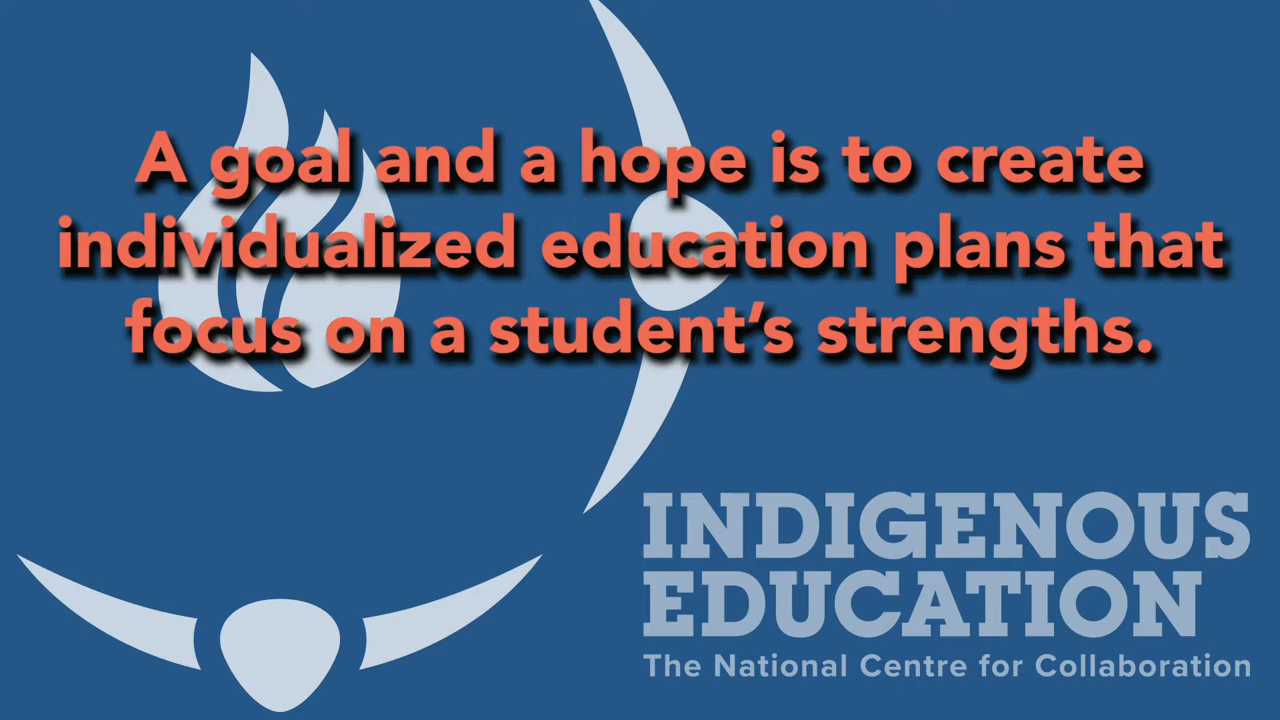 A goal and a hope is to create
individualized education plans that
focus on a student’s strengths.
INDIGENOUS
EDUCATION
The National Centre for Collaboration